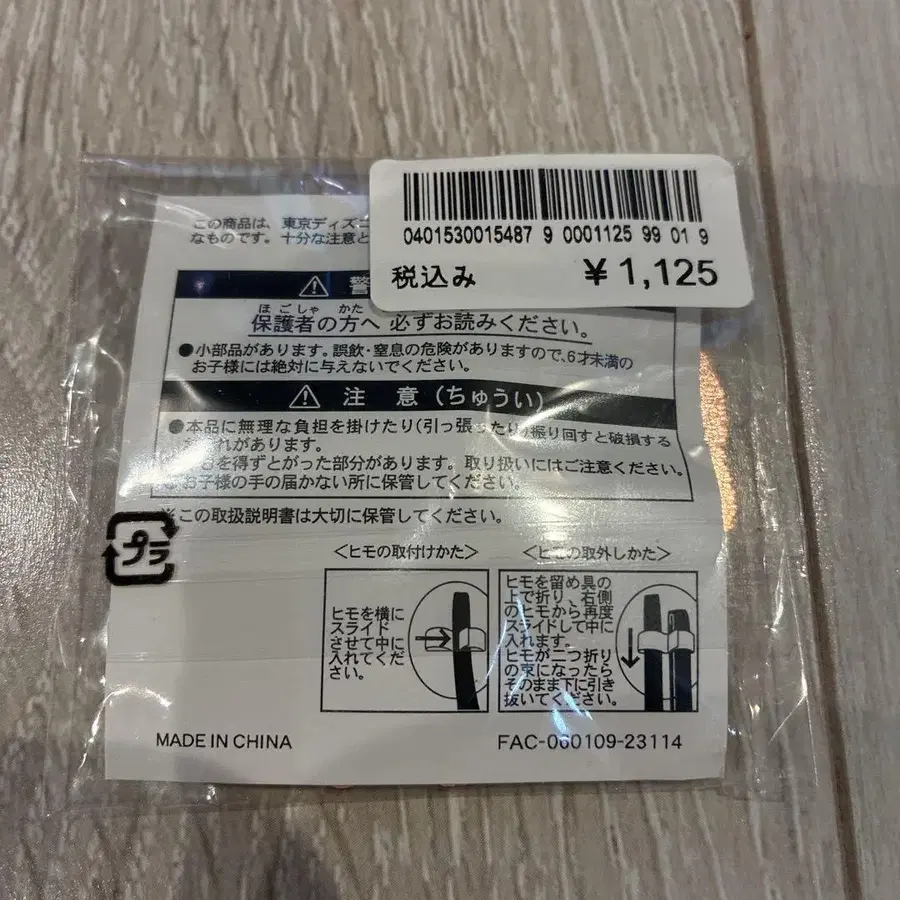 この商品は、東京ディズニ
なものです。十分な注意と
0401530015487 9 0001125 99 01 9
税込み ¥1,125
警
ほごしゃ かた
保護者の方へ 必ずお読みください。
●小部品があります。誤飲・窒息の危険がありますので、6才未満の
お子様には絶対に与えないでください。
注 意 (ちゅうい)
●本品に無理な負担を掛けたり(引っ張ったり)振り回すと破損する
れがあります。
を得ずとがった部分があります。取り扱いにはご注意ください。
お子様の手の届かない所に保管してください。
※この取扱説明書は大切に保管してください。
プラ
<ヒモの取付けかた>
ヒモを横に
スライド
させて中に
入れてくだ
さい。
<ヒモの取外しかた>
ヒモを留め具の
上で折り、右側
のヒモから再度
スライドして中に
入れます。
ヒモが二つ折り
の束になったら
そのまま下に引き
抜いてください。
MADE IN CHINA
FAC-060109-23114